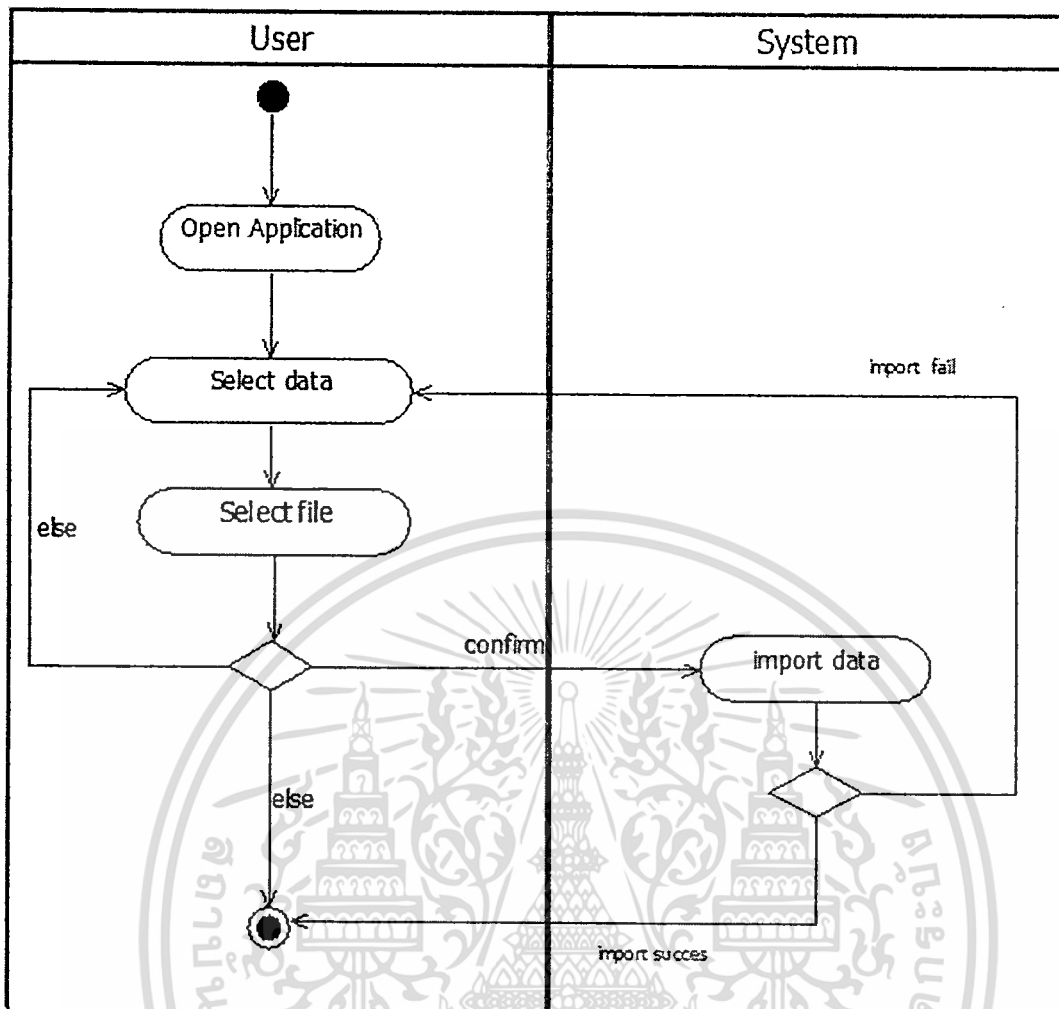 User
System
Open Application
Select data
import fail
Select file
else
confirm
import data
else
import succes